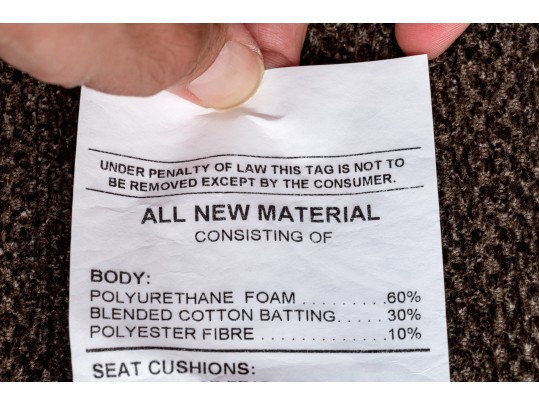 UNDER PENALTY OF LAW THIS TAG IS NOT TO
BE REMOVED EXCEPT BY THE CONSUMER.
ALL NEW MATERIAL
CONSISTING OF
BODY:
POLYURETHANE FOAM . . . . . . . . .60%
BLENDED COTTON BATTING. . . . . 30%
POLYESTER FIBRE . . . . . . . . . . . . . 10%
SEAT CUSHIONS: